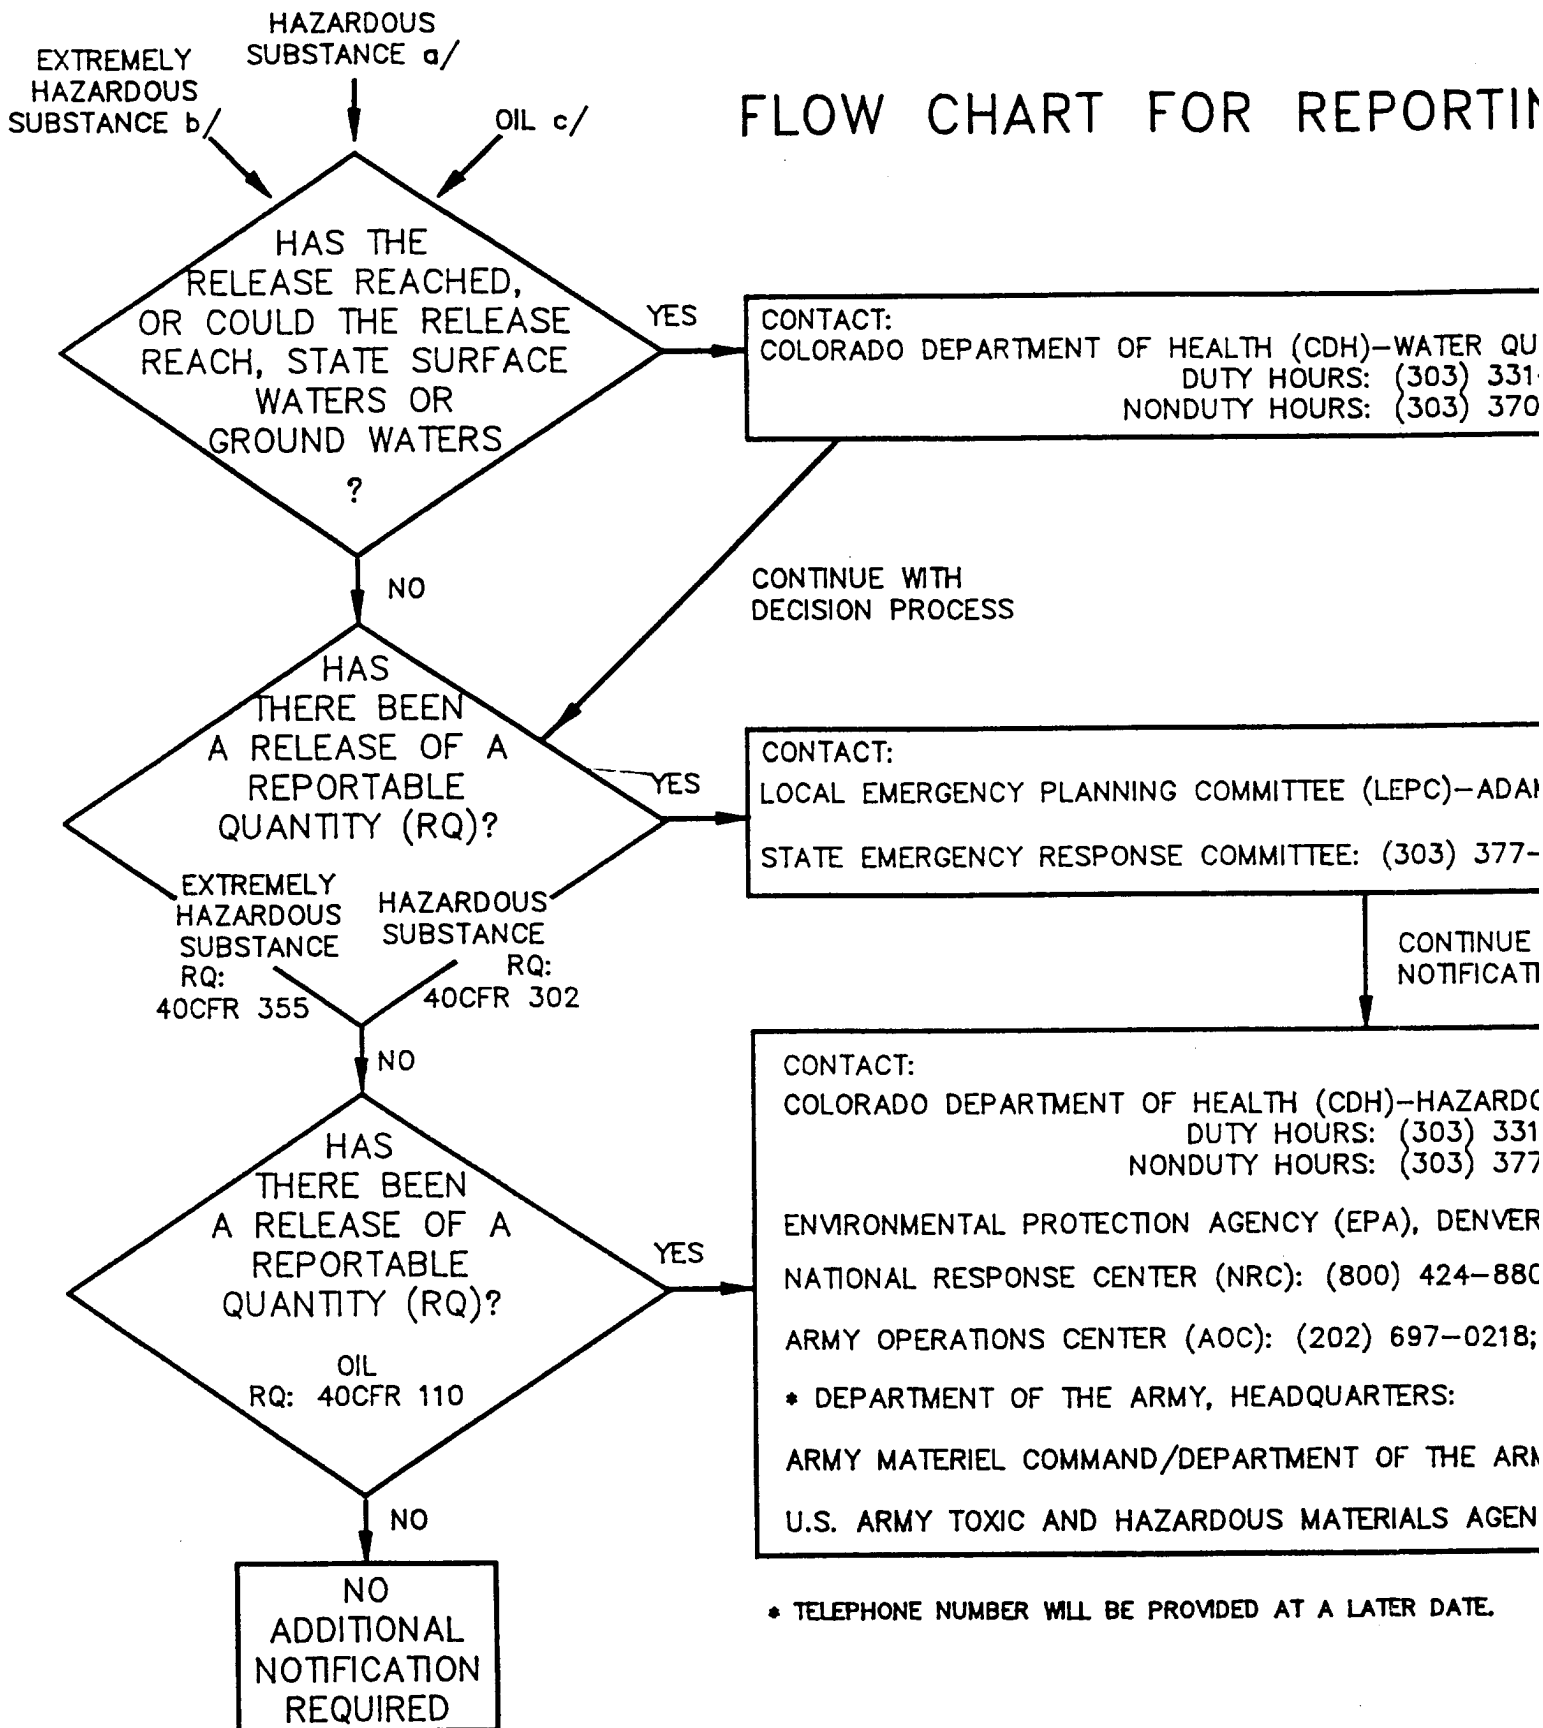 FLOW CHART FOR REPORTIN
HAZARDOUS
SUBSTANCE a/
EXTREMELY
HAZARDOUS
SUBSTANCE b/
OIL c/
HAS THE
RELEASE REACHED,
OR COULD THE RELEASE
REACH, STATE SURFACE
WATERS OR
GROUND WATERS
?
YES
CONTACT:
COLORADO DEPARTMENT OF HEALTH (CDH)-WATER QU
DUTY HOURS: (303) 331-
NONDUTY HOURS: (303) 370
NO
CONTINUE WITH
DECISION PROCESS
HAS
THERE BEEN
A RELEASE OF A
REPORTABLE
QUANTITY (RQ)?
EXTREMELY
HAZARDOUS
SUBSTANCE
RQ:
40CFR 355
HAZARDOUS
SUBSTANCE
RQ:
40CFR 302
YES
CONTACT:
LOCAL EMERGENCY PLANNING COMMITTEE (LEPC)-ADAM
STATE EMERGENCY RESPONSE COMMITTEE: (303) 377-
CONTINUE
NOTIFICATI
NO
HAS
THERE BEEN
A RELEASE OF A
REPORTABLE
QUANTITY (RQ)?
OIL
RQ: 40CFR 110
YES
CONTACT:
COLORADO DEPARTMENT OF HEALTH (CDH)-HAZARDO
DUTY HOURS: (303) 331
NONDUTY HOURS: (303) 377
ENVIRONMENTAL PROTECTION AGENCY (EPA), DENVER
NATIONAL RESPONSE CENTER (NRC): (800) 424-880
ARMY OPERATIONS CENTER (AOC): (202) 697-0218;
* DEPARTMENT OF THE ARMY, HEADQUARTERS:
ARMY MATERIEL COMMAND/DEPARTMENT OF THE ARM
U.S. ARMY TOXIC AND HAZARDOUS MATERIALS AGEN
NO
NO
ADDITIONAL
NOTIFICATION
REQUIRED
* TELEPHONE NUMBER WILL BE PROVIDED AT A LATER DATE.